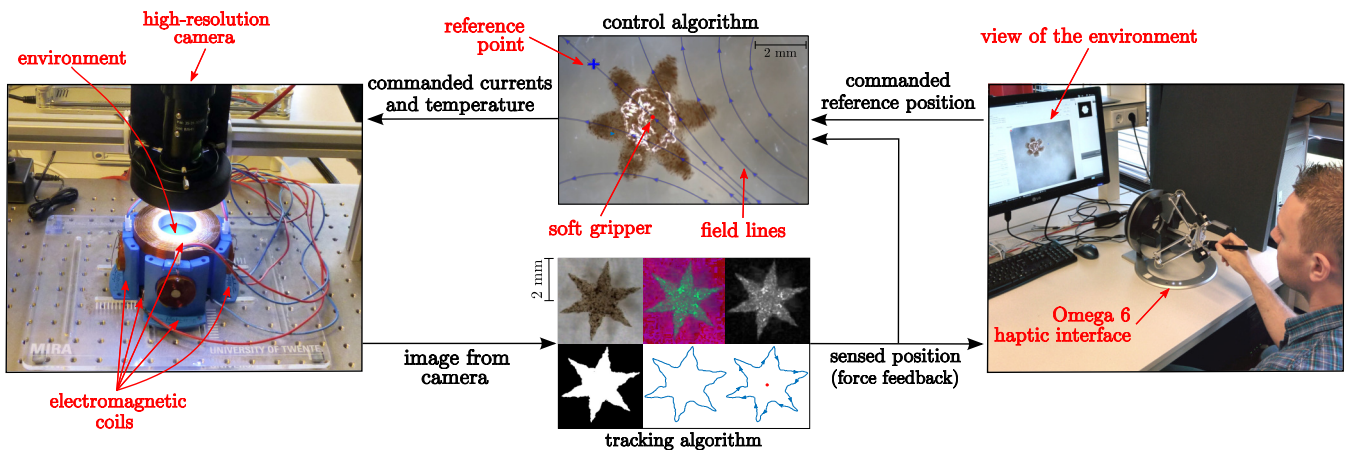 high-resolution
camera
environment
MIRA
UNIVERSITY OF TWENTE
electromagnetic
coils
commanded currents
and temperature
image from
camera
control algorithm
reference
point
2 mm
soft gripper
field lines
2 mm
tracking algorithm
commanded
reference position
sensed position
(force feedback)
view of the environment
Omega 6
haptic interface